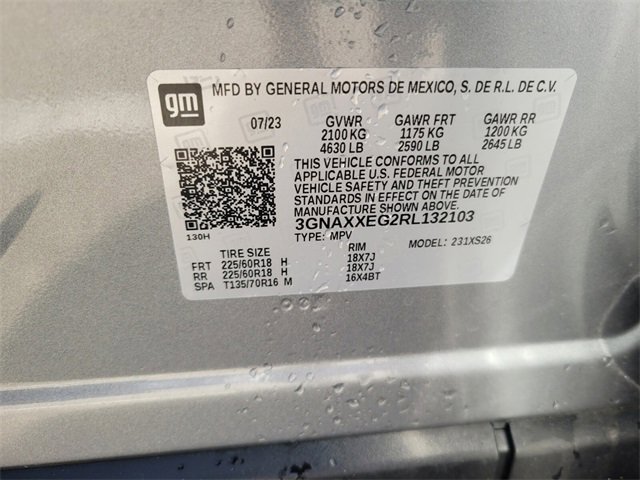 gm
MFD BY GENERAL MOTORS DE MEXICO, S. DE R.L. DE C.V.
07/23 GVWR GAWR FRT GAWR RR
2100 KG 1175 KG 1200 KG
4630 LB 2590 LB 2645 LB
THIS VEHICLE CONFORMS TO ALL
APPLICABLE U.S. FEDERAL MOTOR
VEHICLE SAFETY AND THEFT PREVENTION
STANDARDS IN EFFECT ON THE DATE OF
MANUFACTURE SHOWN ABOVE.
3GNAXXEG2RL132103
130H
TYPE: MPV MODEL: 231XS26
TIRE SIZE RIM
FRT 225/60R18 H 18X7J
RR 225/60R18 H 18X7J
SPA T135/70R16 M 16X4BT